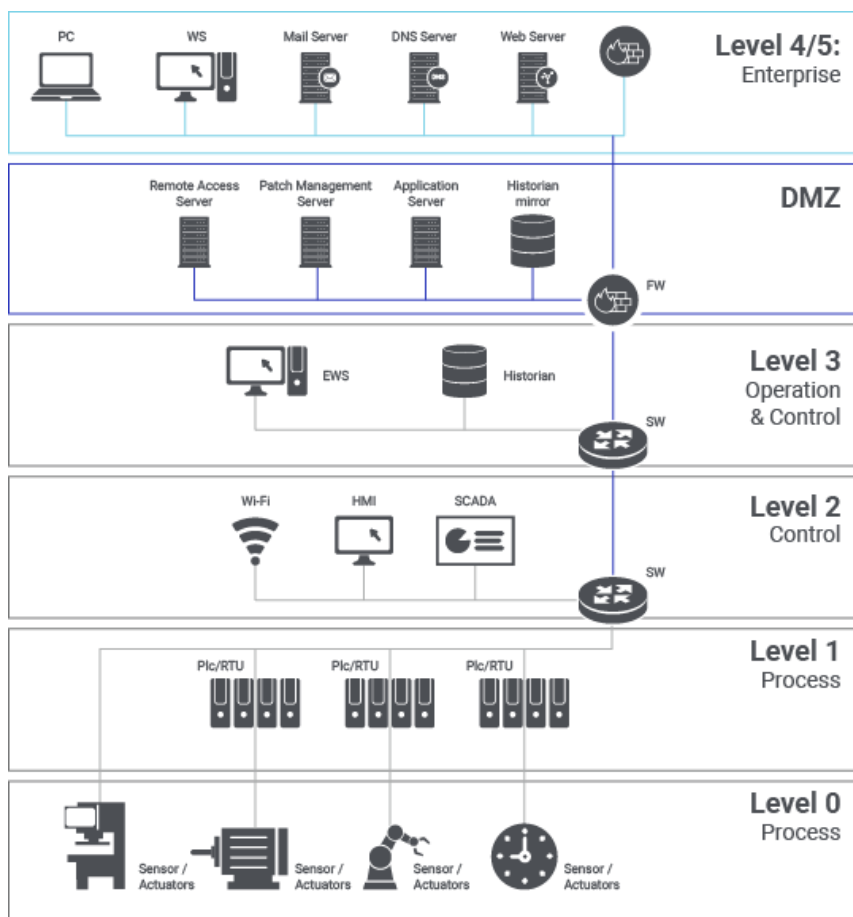 PC
WS
Mail Server
DNS Server
DMZ
Web Server
Level 4/5:
Enterprise
Remote Access
Server
Patch Management
Server
Application
Server
Historian
mirror
DMZ
FW
EWS
Historian
Level 3
Operation
& Control
SW
Wi-Fi
HMI
SCADA
Level 2
Control
SW
Plc/RTU
Plc/RTU
Plc/RTU
Level 1
Process
Level 0
Process
Sensor /
Actuators
Sensor /
Actuators
Sensor /
Actuators
Sensor /
Actuators